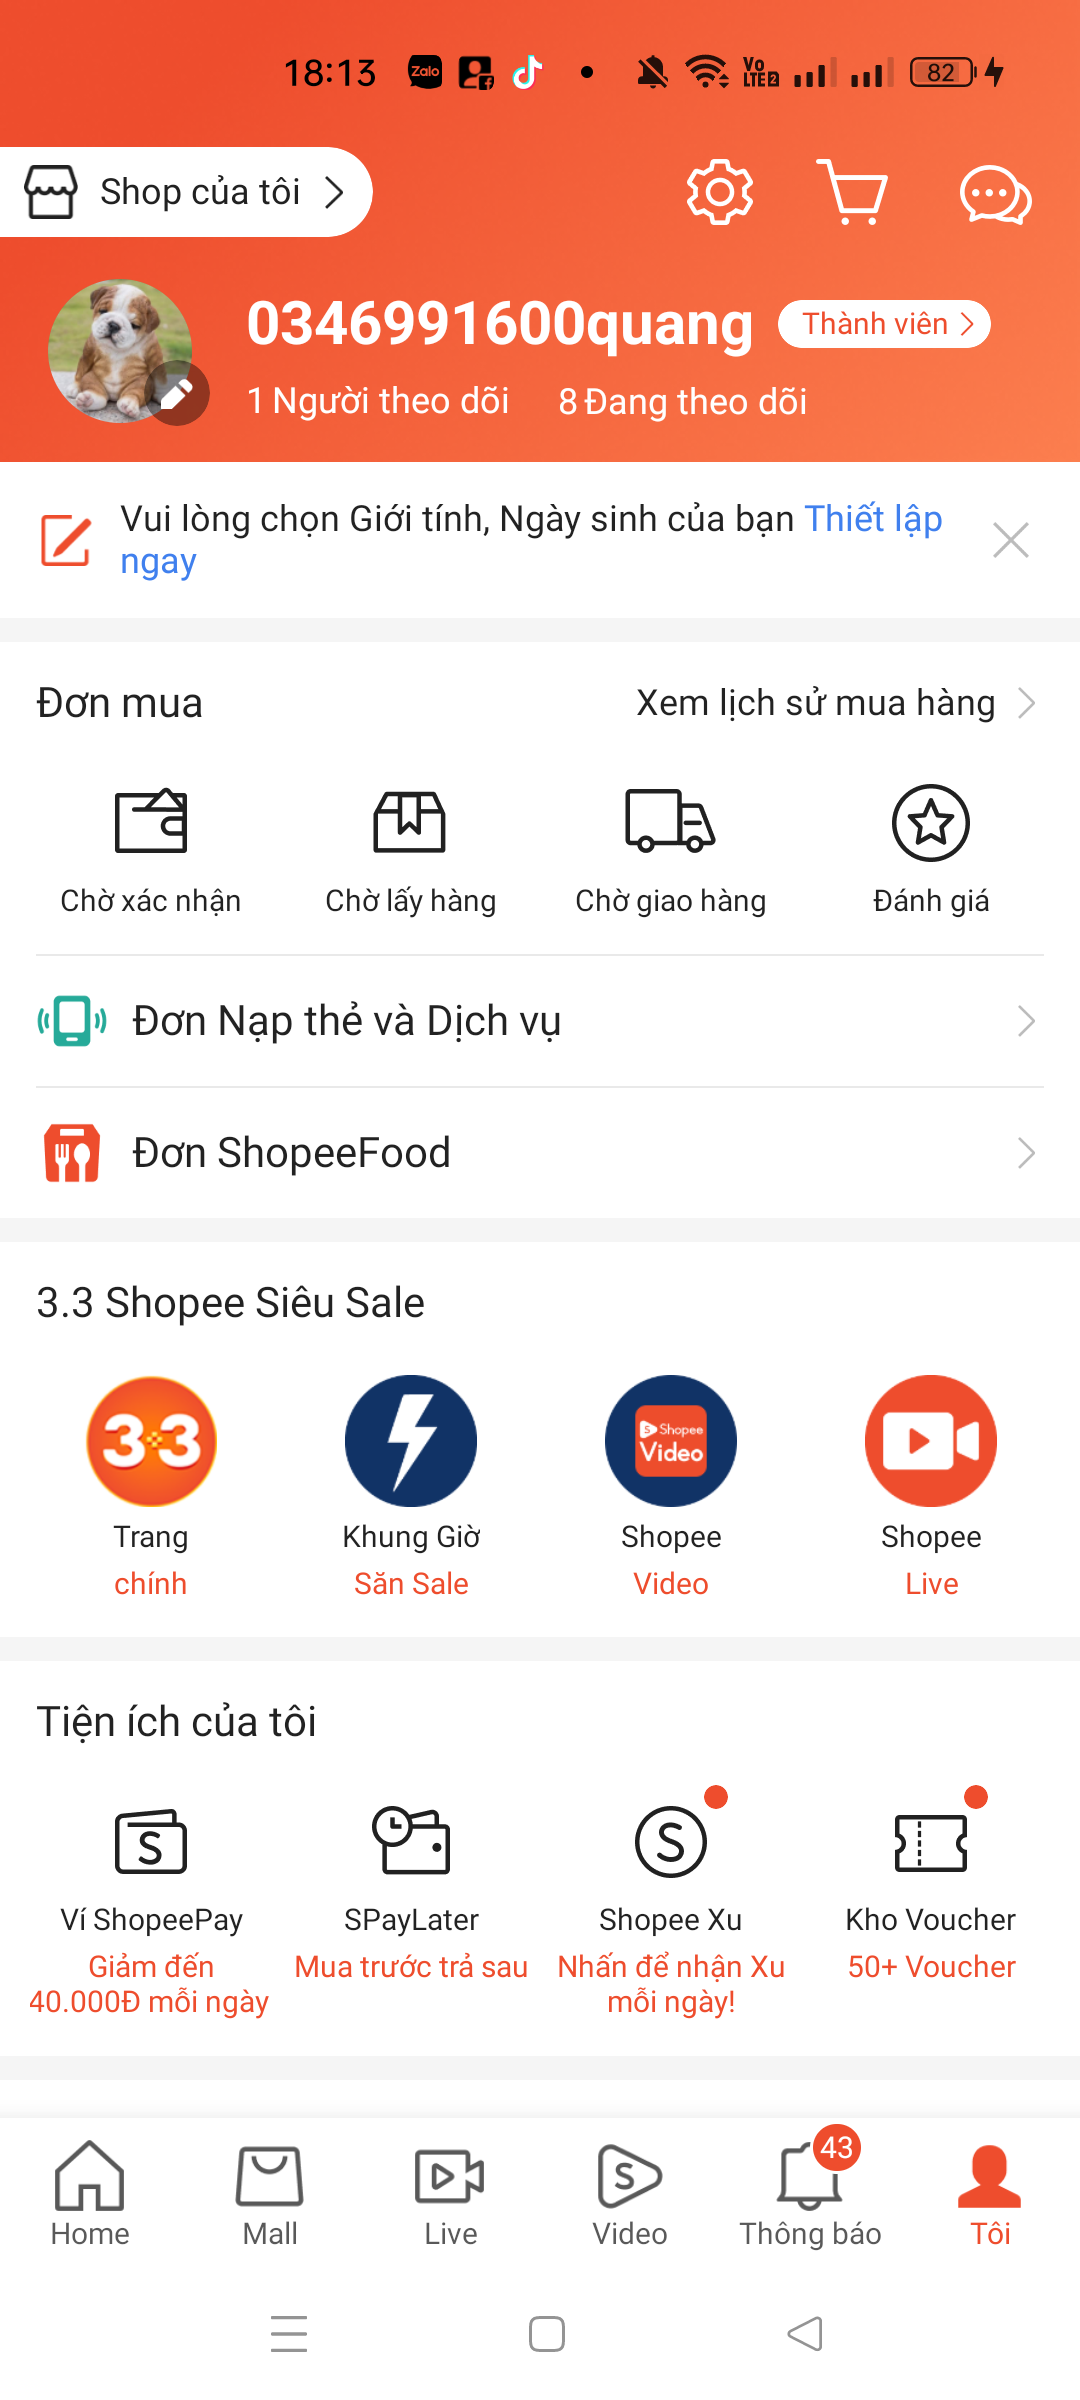 18:13 Zalo Vo LTE2 82
Shop của tôi
0346991600quang Thành viên
1 Người theo dõi 8 Đang theo dõi
Vui lòng chọn Giới tính, Ngày sinh của bạn Thiết lập
ngay
Đơn mua Xem lịch sử mua hàng
Chờ xác nhận Chờ lấy hàng Chờ giao hàng Đánh giá
Đơn Nạp thẻ và Dịch vụ
Đơn ShopeeFood
3.3 Shopee Siêu Sale
3.3 Shopee Video
Trang Khung Giờ Shopee Shopee
chính Săn Sale Video Live
Tiện ích của tôi
Ví ShopeePay SPayLater Shopee Xu Kho Voucher
Giảm đến Mua trước trả sau Nhấn để nhận Xu 50+ Voucher
40.000Đ mỗi ngày mỗi ngày!
43
Home Mall Live Video Thông báo Tôi